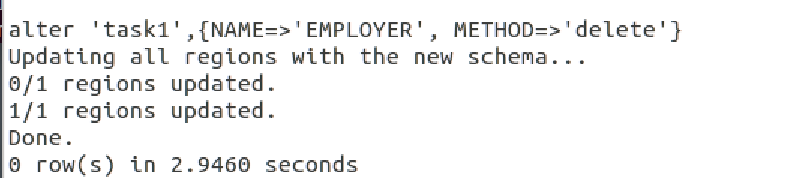 alter 'task1',{NAME=>'EMPLOYER', METHOD=>'delete'}
Updating all regions with the new schema...
0/1 regions updated.
1/1 regions updated.
Done.
0 row(s) in 2.9460 seconds